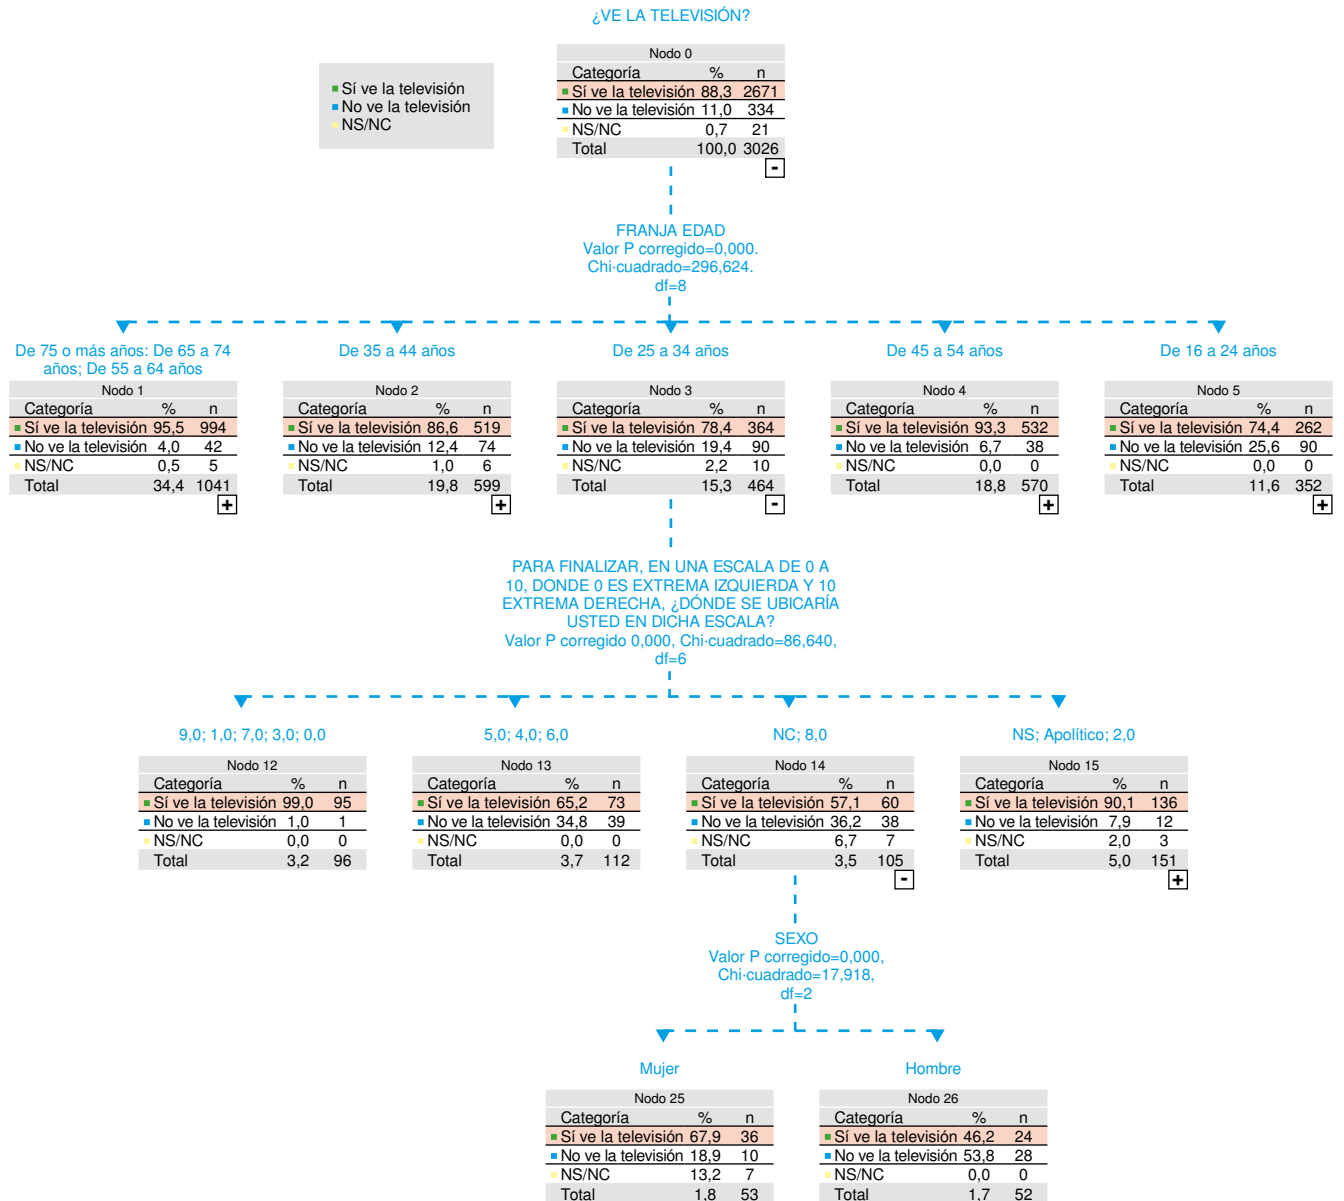 ¿VE LA TELEVISIÓN?
Sí ve la televisión
No ve la televisión
NS/NC
Nodo 0
Categoría % n
Sí ve la televisión 88,3 2671
No ve la televisión 11,0 334
NS/NC 0,7 21
Total 100,0 3026
-
FRANJA EDAD
Valor P corregido=0,000.
Chi-cuadrado=296,624.
df=8
De 75 o más años: De 65 a 74
años; De 55 a 64 años
Nodo 1
Categoría % n
Sí ve la televisión 95,5 994
No ve la televisión 4,0 42
NS/NC 0,5 5
Total 34,4 1041
+
De 35 a 44 años
Nodo 2
Categoría % n
Sí ve la televisión 86,6 519
No ve la televisión 12,4 74
NS/NC 1,0 6
Total 19,8 599
+
De 25 a 34 años
Nodo 3
Categoría % n
Sí ve la televisión 78,4 364
No ve la televisión 19,4 90
NS/NC 2,2 10
Total 15,3 464
-
De 45 a 54 años
Nodo 4
Categoría % n
Sí ve la televisión 93,3 532
No ve la televisión 6,7 38
NS/NC 0,0 0
Total 18,8 570
+
De 16 a 24 años
Nodo 5
Categoría % n
Sí ve la televisión 74,4 262
No ve la televisión 25,6 90
NS/NC 0,0 0
Total 11,6 352
+
PARA FINALIZAR, EN UNA ESCALA DE 0 A
10, DONDE 0 ES EXTREMA IZQUIERDA Y 10
EXTREMA DERECHA, ¿DÓNDE SE UBICARÍA
USTED EN DICHA ESCALA?
Valor P corregido 0,000, Chi-cuadrado=86,640,
df=6
9,0; 1,0; 7,0; 3,0; 0,0
Nodo 12
Categoría % n
Sí ve la televisión 99,0 95
No ve la televisión 1,0 1
NS/NC 0,0 0
Total 3,2 96
5,0; 4,0; 6,0
Nodo 13
Categoría % n
Sí ve la televisión 65,2 73
No ve la televisión 34,8 39
NS/NC 0,0 0
Total 3,7 112
NC; 8,0
Nodo 14
Categoría % n
Sí ve la televisión 57,1 60
No ve la televisión 36,2 38
NS/NC 6,7 7
Total 3,5 105
-
NS; Apolítico; 2,0
Nodo 15
Categoría % n
Sí ve la televisión 90,1 136
No ve la televisión 7,9 12
NS/NC 2,0 3
Total 5,0 151
+
SEXO
Valor P corregido=0,000,
Chi-cuadrado=17,918,
df=2
Mujer
Nodo 25
Categoría % n
Sí ve la televisión 67,9 36
No ve la televisión 18,9 10
NS/NC 13,2 7
Total 1,8 53
Hombre
Nodo 26
Categoría % n
Sí ve la televisión 46,2 24
No ve la televisión 53,8 28
NS/NC 0,0 0
Total 1,7 52